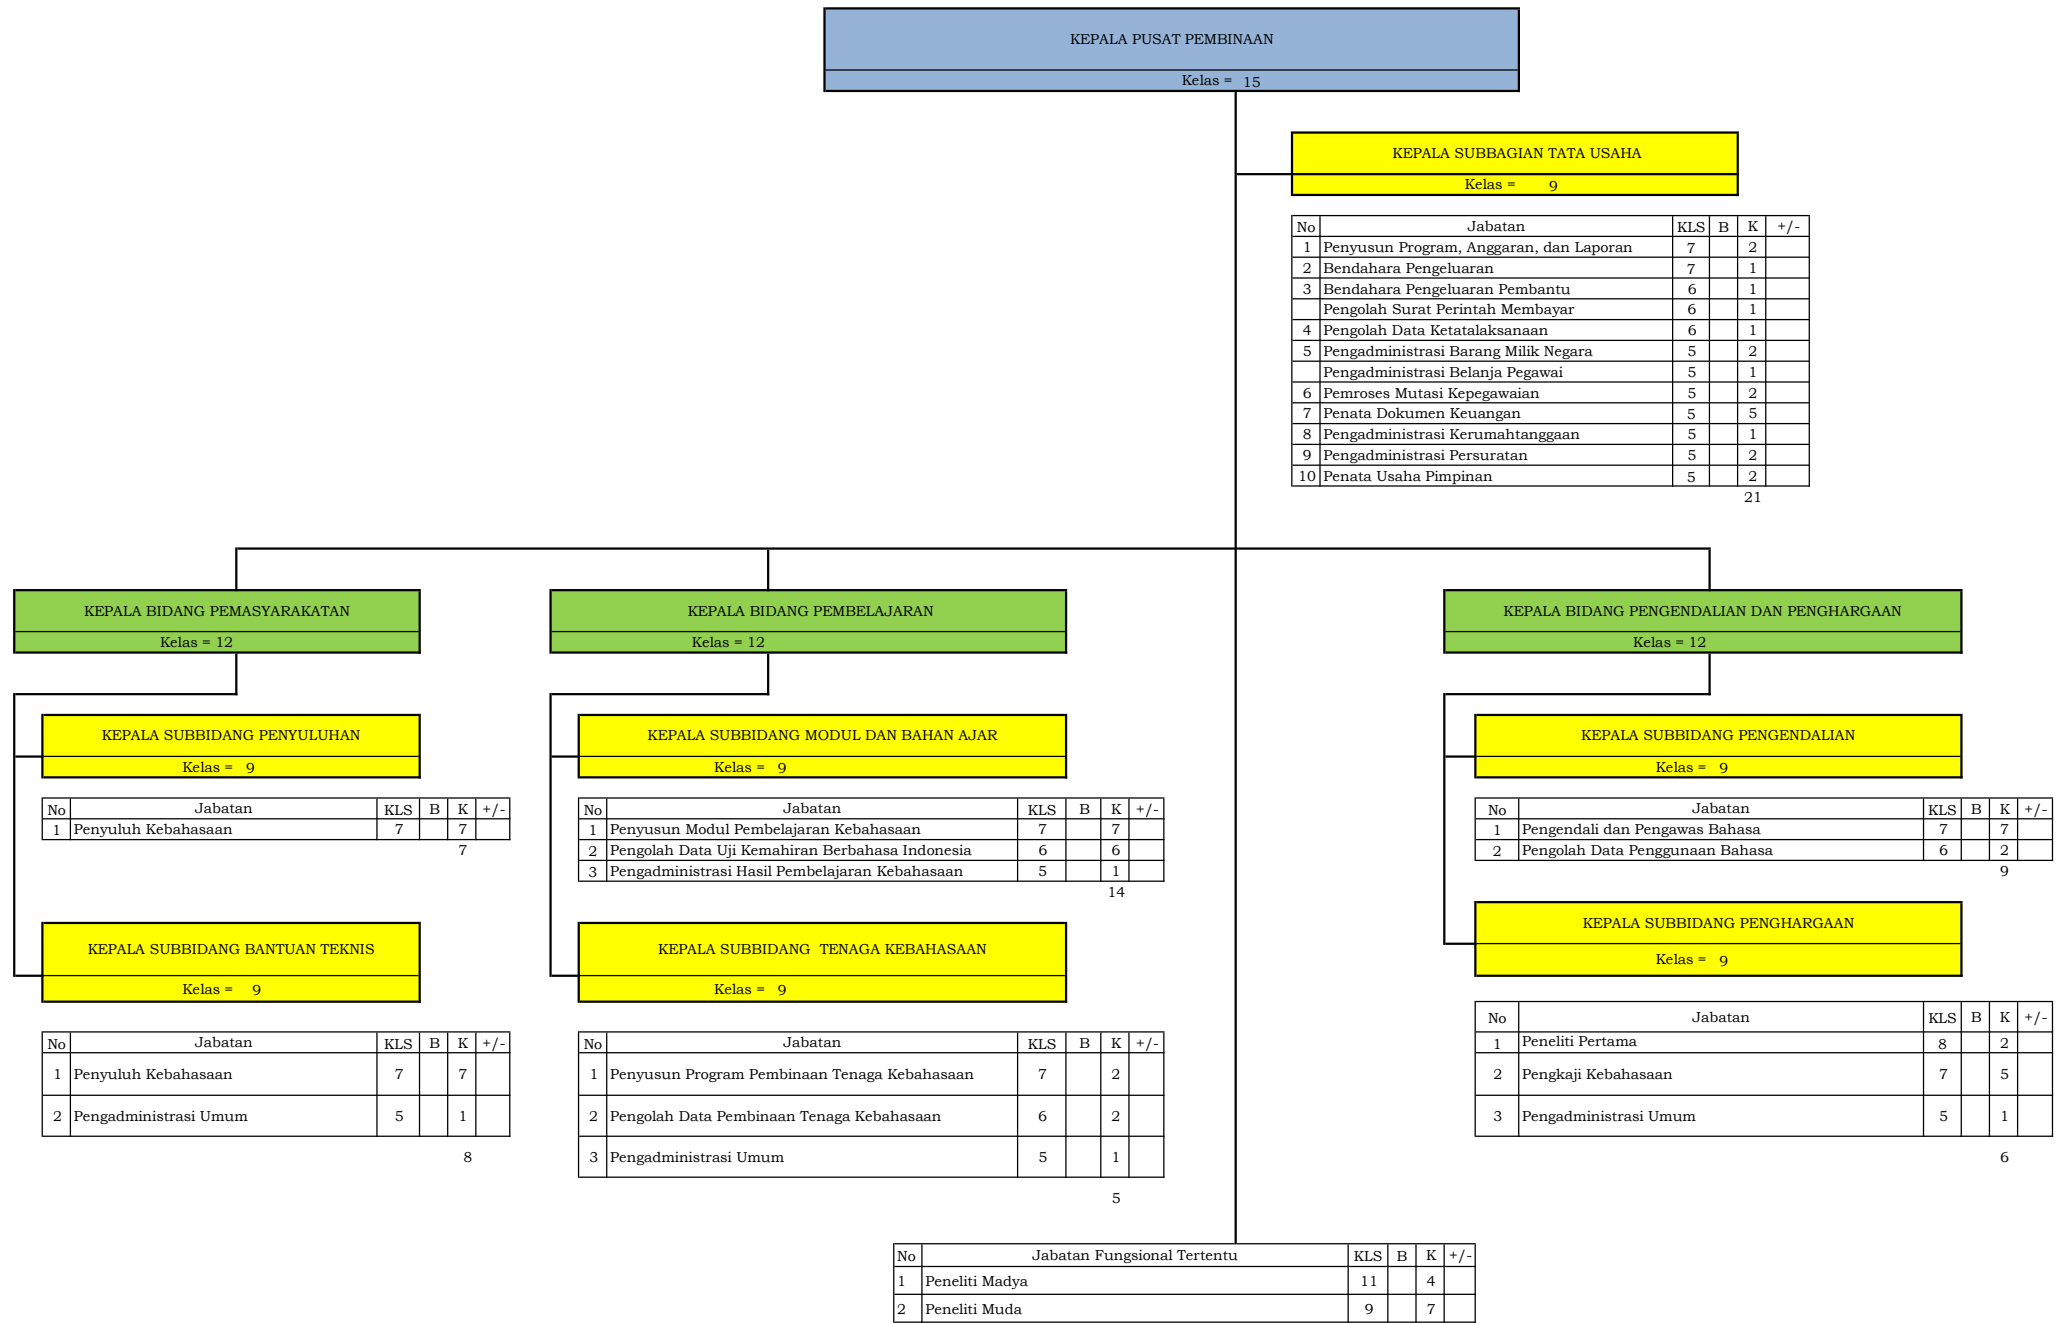 KEPALA PUSAT PEMBINAAN
Kelas = 15
KEPALA SUBBAGIAN TATA USAHA
Kelas = 9
No Jabatan KLS B K +/-
1 Penyusun Program, Anggaran, dan Laporan 7 2
2 Bendahara Pengeluaran 7 1
3 Bendahara Pengeluaran Pembantu 6 1
Pengolah Surat Perintah Membayar 6 1
4 Pengolah Data Ketatalaksanaan 6 1
5 Pengadministrasi Barang Milik Negara 5 2
Pengadministrasi Belanja Pegawai 5 1
6 Pemroses Mutasi Kepegawaian 5 2
7 Penata Dokumen Keuangan 5 5
8 Pengadministrasi Kerumahtanggaan 5 1
9 Pengadministrasi Persuratan 5 2
10 Penata Usaha Pimpinan 5 2
21
KEPALA BIDANG PEMASYARAKATAN
Kelas = 12
KEPALA SUBBIDANG PENYULUHAN
Kelas = 9
No Jabatan KLS B K +/-
1 Penyuluh Kebahasaan 7 7
7
KEPALA SUBBIDANG BANTUAN TEKNIS
Kelas = 9
No Jabatan KLS B K +/-
1 Penyuluh Kebahasaan 7 7
2 Pengadministrasi Umum 5 1
8
KEPALA BIDANG PEMBELAJARAN
Kelas = 12
KEPALA SUBBIDANG MODUL DAN BAHAN AJAR
Kelas = 9
No Jabatan KLS B K +/-
1 Penyusun Modul Pembelajaran Kebahasaan 7 7
2 Pengolah Data Uji Kemahiran Berbahasa Indonesia 6 6
3 Pengadministrasi Hasil Pembelajaran Kebahasaan 5 1
14
KEPALA SUBBIDANG TENAGA KEBAHASAAN
Kelas = 9
No Jabatan KLS B K +/-
1 Penyusun Program Pembinaan Tenaga Kebahasaan 7 2
2 Pengolah Data Pembinaan Tenaga Kebahasaan 6 2
3 Pengadministrasi Umum 5 1
5
KEPALA BIDANG PENGENDALIAN DAN PENGHARGAAN
Kelas = 12
KEPALA SUBBIDANG PENGENDALIAN
Kelas = 9
No Jabatan KLS B K +/-
1 Pengendali dan Pengawas Bahasa 7 7
2 Pengolah Data Penggunaan Bahasa 6 2
9
KEPALA SUBBIDANG PENGHARGAAN
Kelas = 9
No Jabatan KLS B K +/-
1 Peneliti Pertama 8 2
2 Pengkaji Kebahasaan 7 5
3 Pengadministrasi Umum 5 1
6
No Jabatan Fungsional Tertentu KLS B K +/-
1 Peneliti Madya 11 4
2 Peneliti Muda 9 7